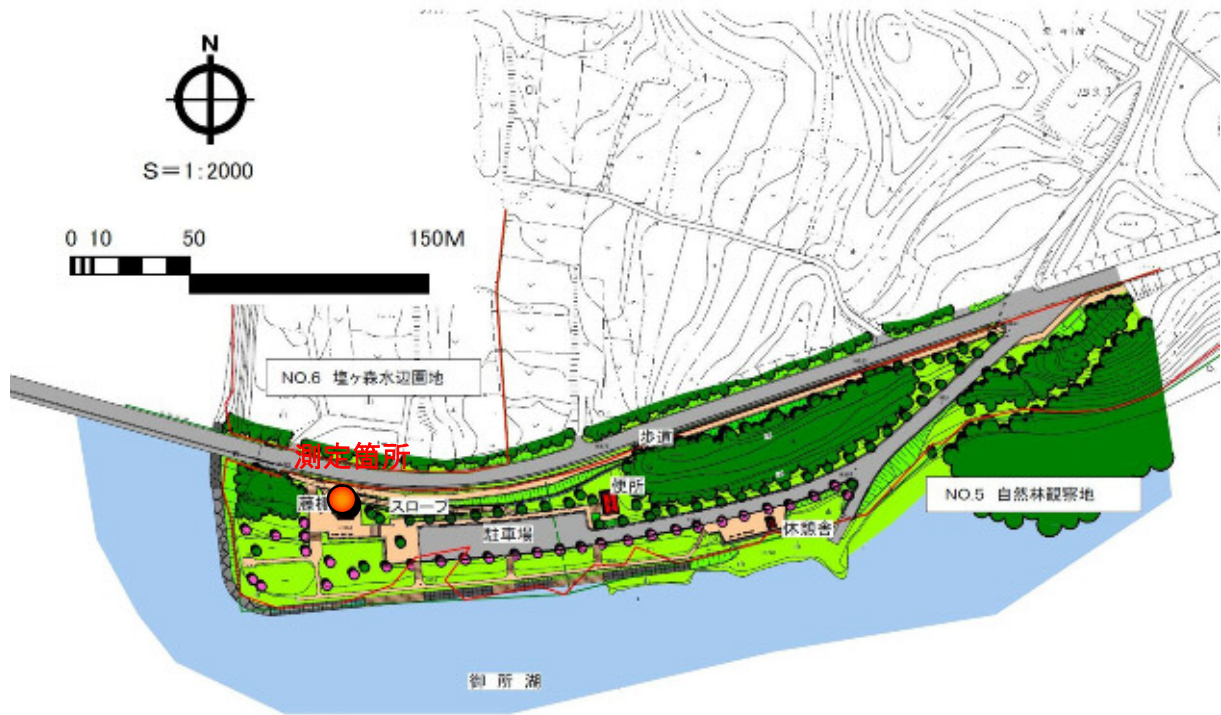 N
S=1:2000
0 10 50 150M
NO.6 塩ヶ森水辺園地
歩道
測定箇所
便所
藤棚
スロープ
NO.5 自然林観察地
駐車場
休憩舎
御所湖